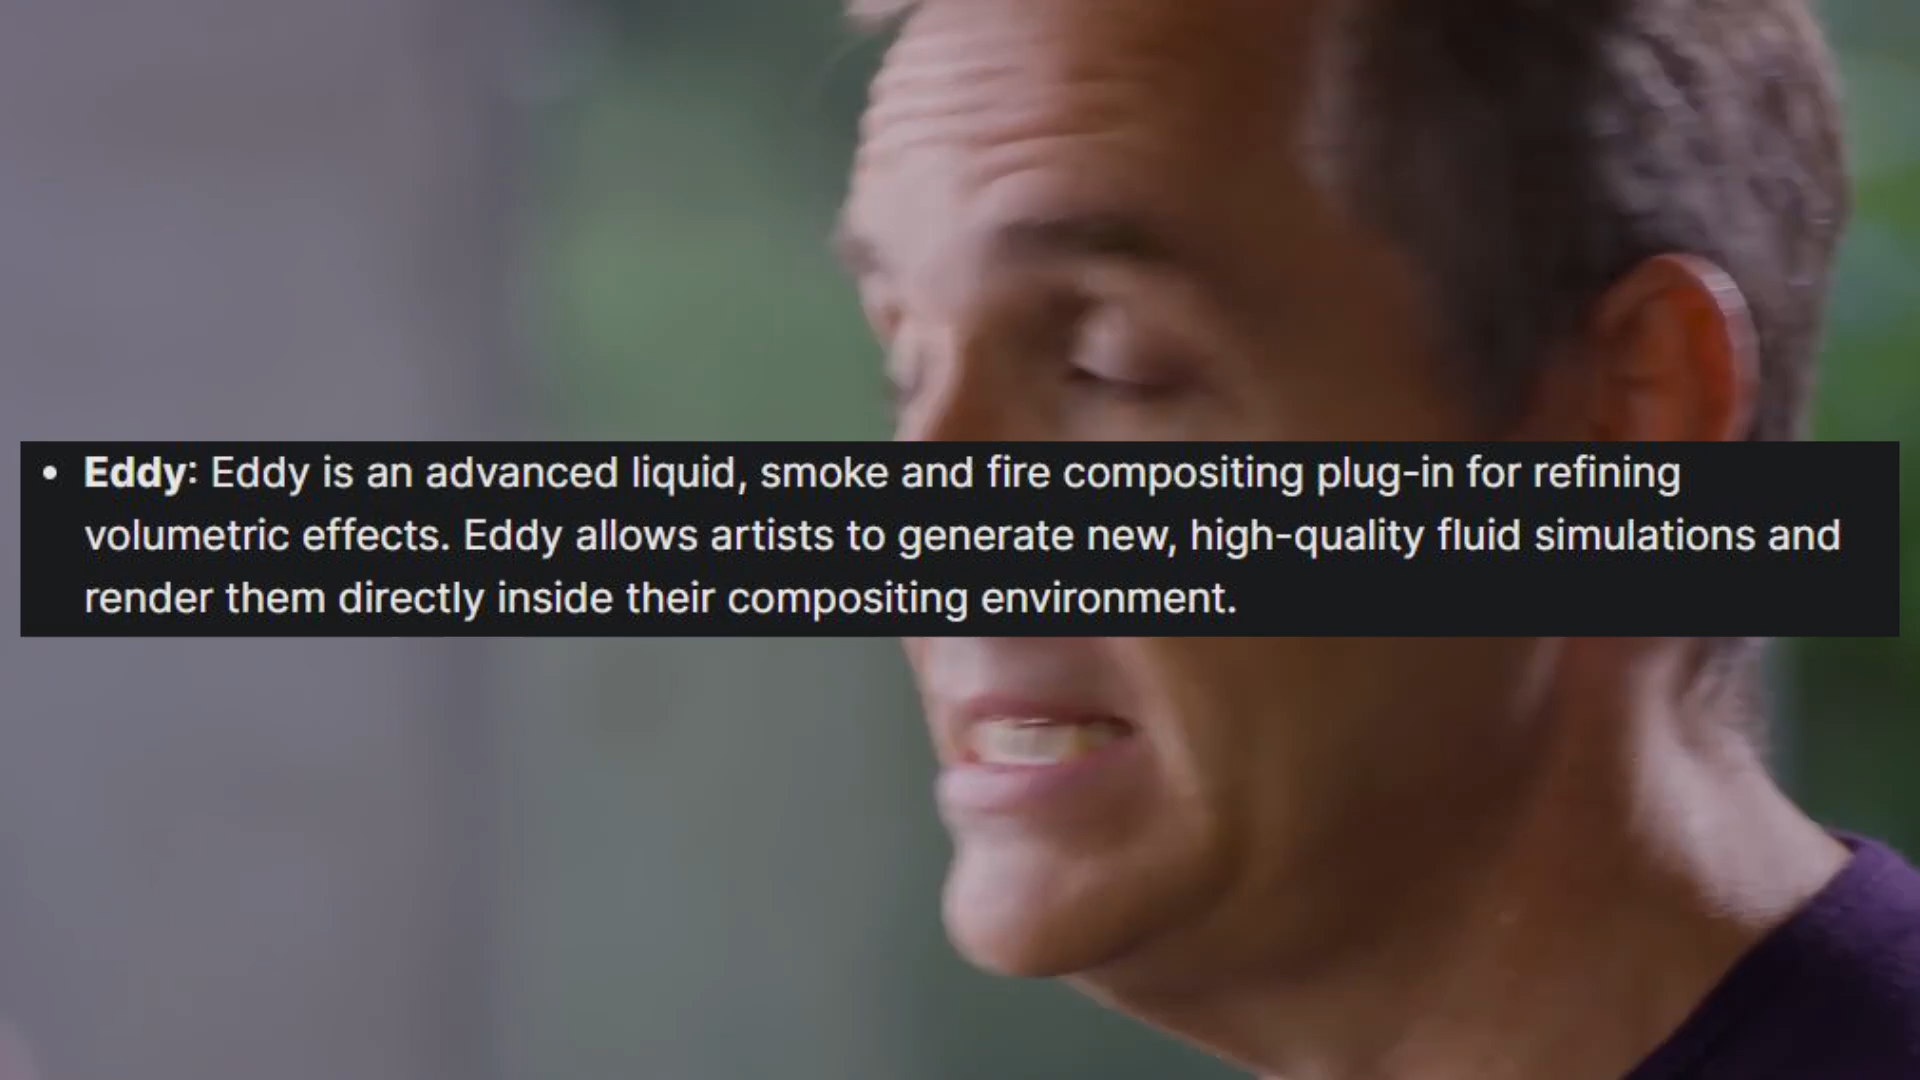 • Eddy: Eddy is an advanced liquid, smoke and fire compositing plug-in for refining
volumetric effects. Eddy allows artists to generate new, high-quality fluid simulations and
render them directly inside their compositing environment.